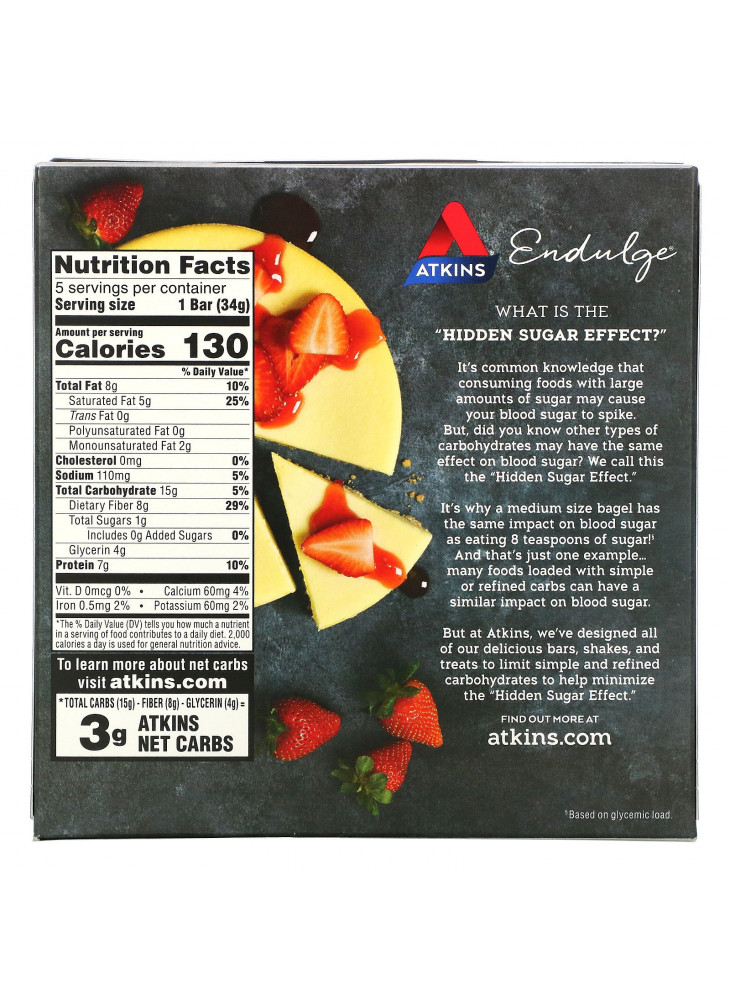 Nutrition Facts
5 servings per container
Serving size 1 Bar (34g)
Amount per serving
Calories 130
% Daily Value*
Total Fat 8g 10%
Saturated Fat 5g 25%
Trans Fat 0g
Polyunsaturated Fat 0g
Monounsaturated Fat 2g
Cholesterol 0mg 0%
Sodium 110mg 5%
Total Carbohydrate 15g 5%
Dietary Fiber 8g 29%
Total Sugars 1g
Includes 0g Added Sugars 0%
Glycerin 4g
Protein 7g 10%
Vit. D 0mcg 0% • Calcium 60mg 4%
Iron 0.5mg 2% • Potassium 60mg 2%
*The % Daily Value (DV) tells you how much a nutrient
in a serving of food contributes to a daily diet. 2,000
calories a day is used for general nutrition advice.
To learn more about net carbs
visit atkins.com
*TOTAL CARBS (15g) - FIBER (8g) - GLYCERIN (4g) =
3g ATKINS
NET CARBS
ATKINS
Endulge®
WHAT IS THE
"HIDDEN SUGAR EFFECT?"
It's common knowledge that
consuming foods with large
amounts of sugar may cause
your blood sugar to spike.
But, did you know other types of
carbohydrates may have the same
effect on blood sugar? We call this
the "Hidden Sugar Effect."
It's why a medium size bagel has
the same impact on blood sugar
as eating 8 teaspoons of sugar!§
And that's just one example...
many foods loaded with simple
or refined carbs can have a
similar impact on blood sugar.
But at Atkins, we've designed all
of our delicious bars, shakes, and
treats to limit simple and refined
carbohydrates to help minimize
the "Hidden Sugar Effect."
FIND OUT MORE AT
atkins.com
§Based on glycemic load.